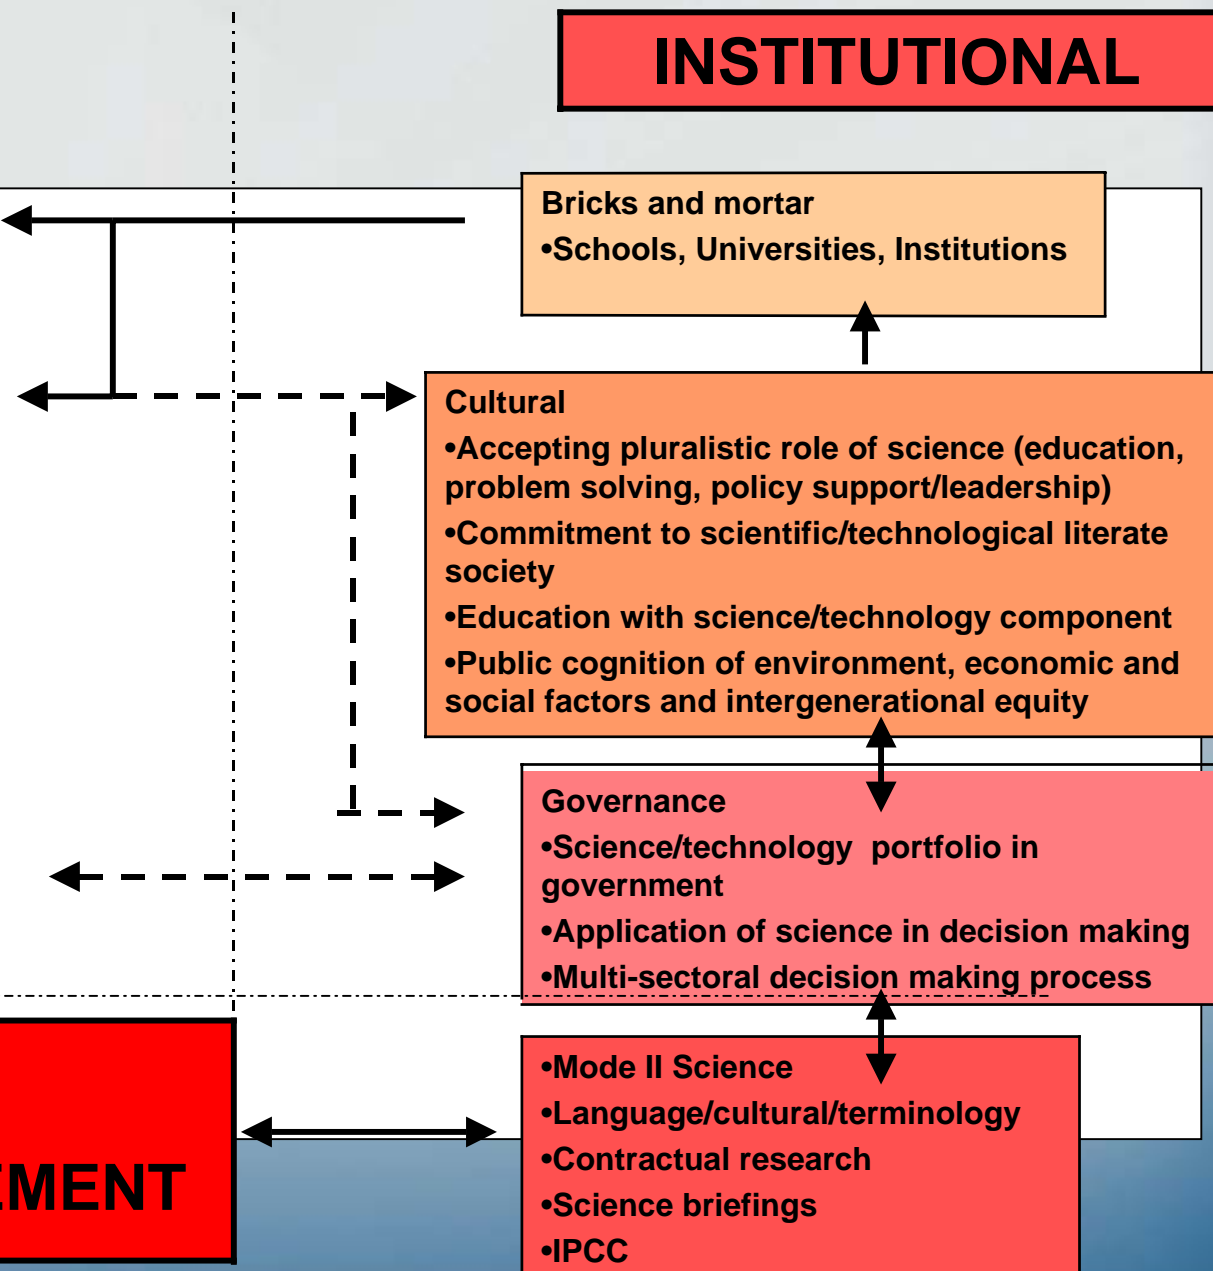 INSTITUTIONAL
Bricks and mortar
•Schools, Universities, Institutions
Cultural
•Accepting pluralistic role of science (education,
problem solving, policy support/leadership)
•Commitment to scientific/technological literate
society
•Education with science/technology component
•Public cognition of environment, economic and
social factors and intergenerational equity
Governance
•Science/technology portfolio in
government
•Application of science in decision making
•Multi-sectoral decision making process
•Mode II Science
•Language/cultural/terminology
•Contractual research
•Science briefings
•IPCC
EMENT